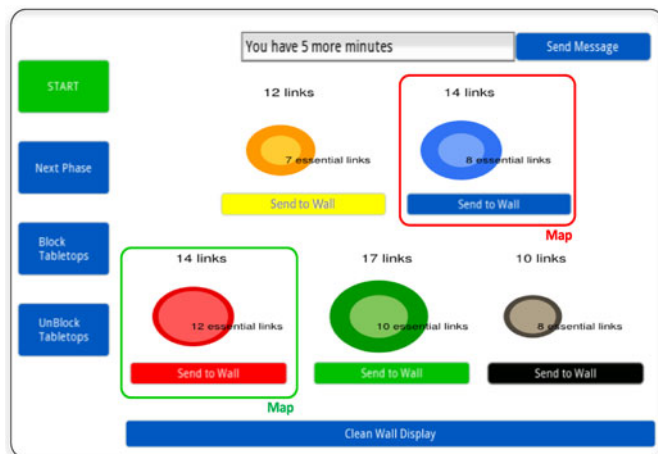 You have 5 more minutes
Send Message
START
12 links
14 links
7 essential links
8 essential links
Next Phase
Send to Wall
Send to Wall
Map
Block
Tabletops
14 links
17 links
10 links
12 essential links
10 essential links
8 essential links
UnBlock
Tabletops
Send to Wall
Send to Wall
Send to Wall
Map
Clean Wall Display